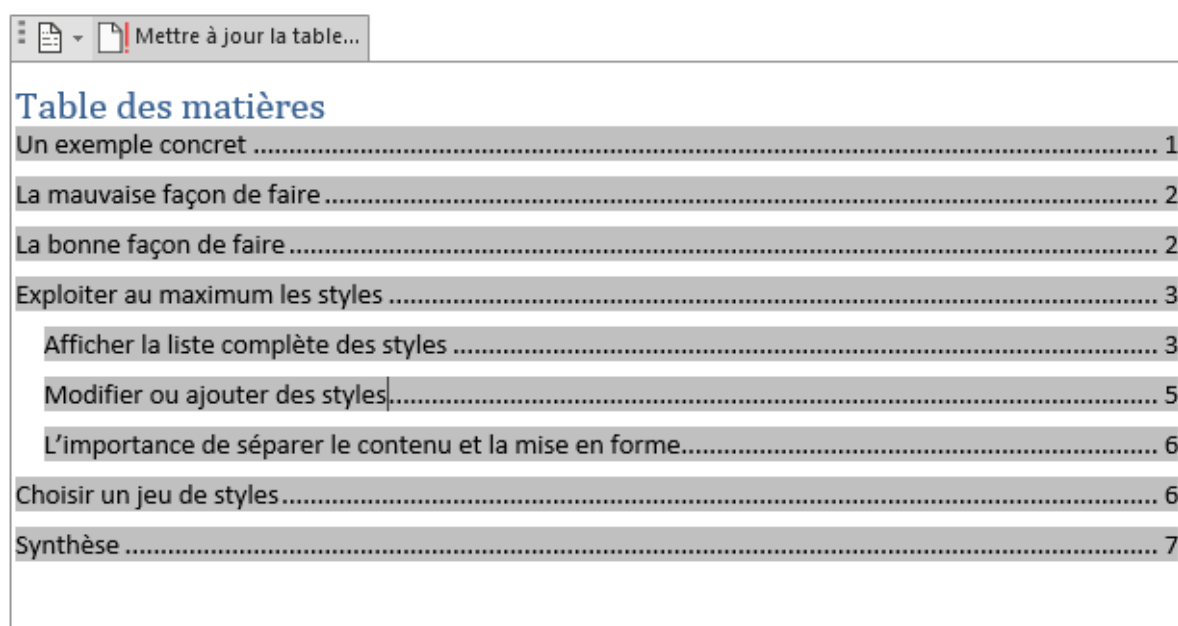 Mettre à jour la table...
Table des matières
Un exemple concret ........ 1
La mauvaise façon de faire ........ 2
La bonne façon de faire ........ 2
Exploiter au maximum les styles ........ 3
Afficher la liste complète des styles ........ 3
Modifier ou ajouter des styles ........ 5
L’importance de séparer le contenu et la mise en forme ........ 6
Choisir un jeu de styles ........ 6
Synthèse ........ 7